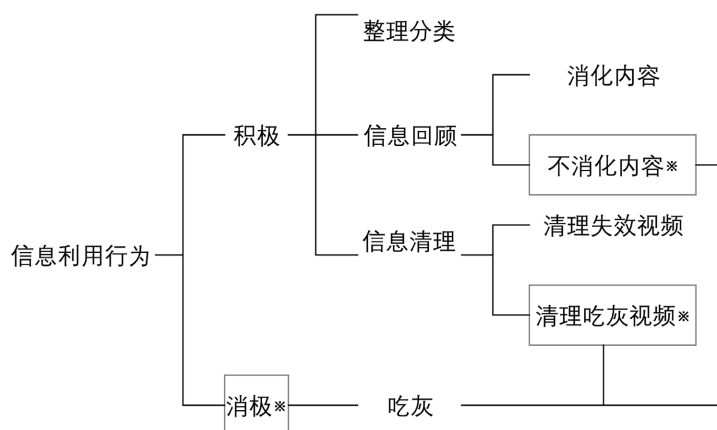 整理分类
消化内容
积极
信息回顾
不消化内容※
清理失效视频
信息清理
信息利用行为
清理吃灰视频※
消极※
吃灰